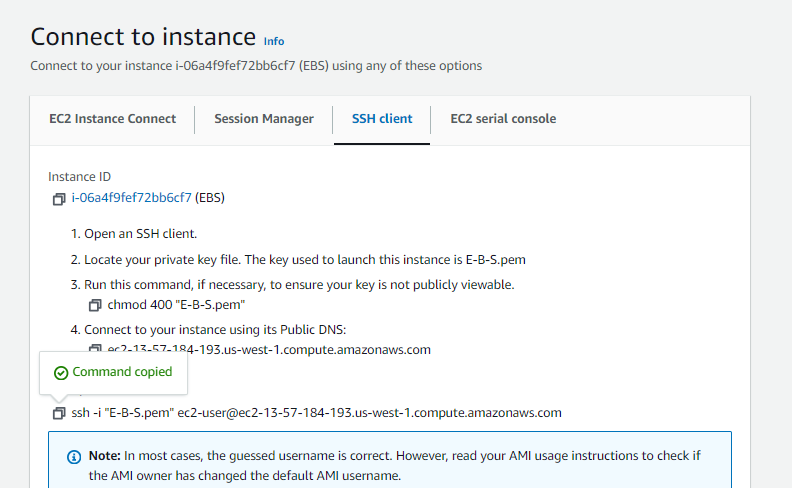 Connect to instance Info
Connect to your instance i-06a4f9fef72bb6cf7 (EBS) using any of these options
EC2 Instance Connect
Session Manager
SSH client
EC2 serial console
Instance ID
i-06a4f9fef72bb6cf7 (EBS)
1. Open an SSH client.
2. Locate your private key file. The key used to launch this instance is E-B-S.pem
3. Run this command, if necessary, to ensure your key is not publicly viewable.
chmod 400 "E-B-S.pem"
4. Connect to your instance using its Public DNS:
ec2-13-57-184-193.us-west-1.compute.amazonaws.com
Command copied
ssh -i "E-B-S.pem" ec2-user@ec2-13-57-184-193.us-west-1.compute.amazonaws.com
Note: In most cases, the guessed username is correct. However, read your AMI usage instructions to check if
the AMI owner has changed the default AMI username.